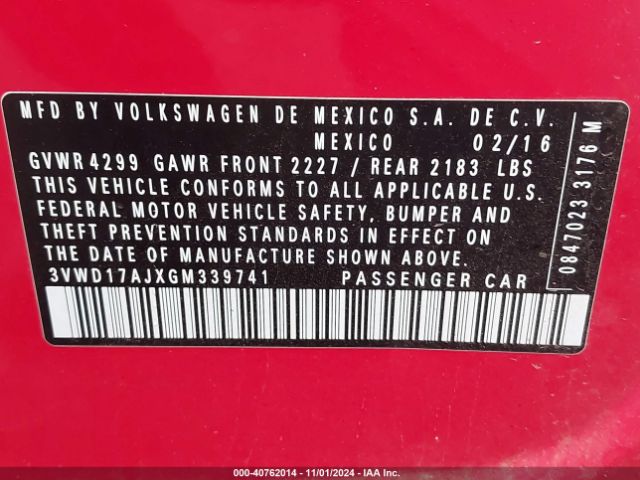 MFD BY VOLKSWAGEN DE MEXICO S.A. DE C.V.
MEXICO 02/16
GVWR 4299 GAWR FRONT 2227 / REAR 2183 LBS
THIS VEHICLE CONFORMS TO ALL APPLICABLE U.S.
FEDERAL MOTOR VEHICLE SAFETY, BUMPER AND
THEFT PREVENTION STANDARDS IN EFFECT ON
THE DATE OF MANUFACTURE SHOWN ABOVE.
3VWD17AJXGM339741 PASSENGER CAR
0847023 3176 M
000-40762014 - 11/01/2024 - IAA Inc.